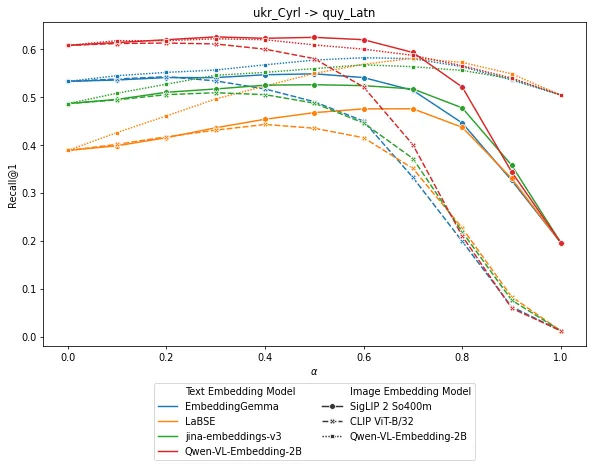 ukr_Cyrl -> quy_Latn
Recall@1
0.6
0.5
0.4
0.3
0.2
0.1
0.0
0.0 0.2 0.4 0.6 0.8 1.0
α
Text Embedding Model Image Embedding Model
EmbeddingGemma SigLIP 2 So400m
LaBSE CLIP ViT-B/32
jina-embeddings-v3 Qwen-VL-Embedding-2B
Qwen-VL-Embedding-2B